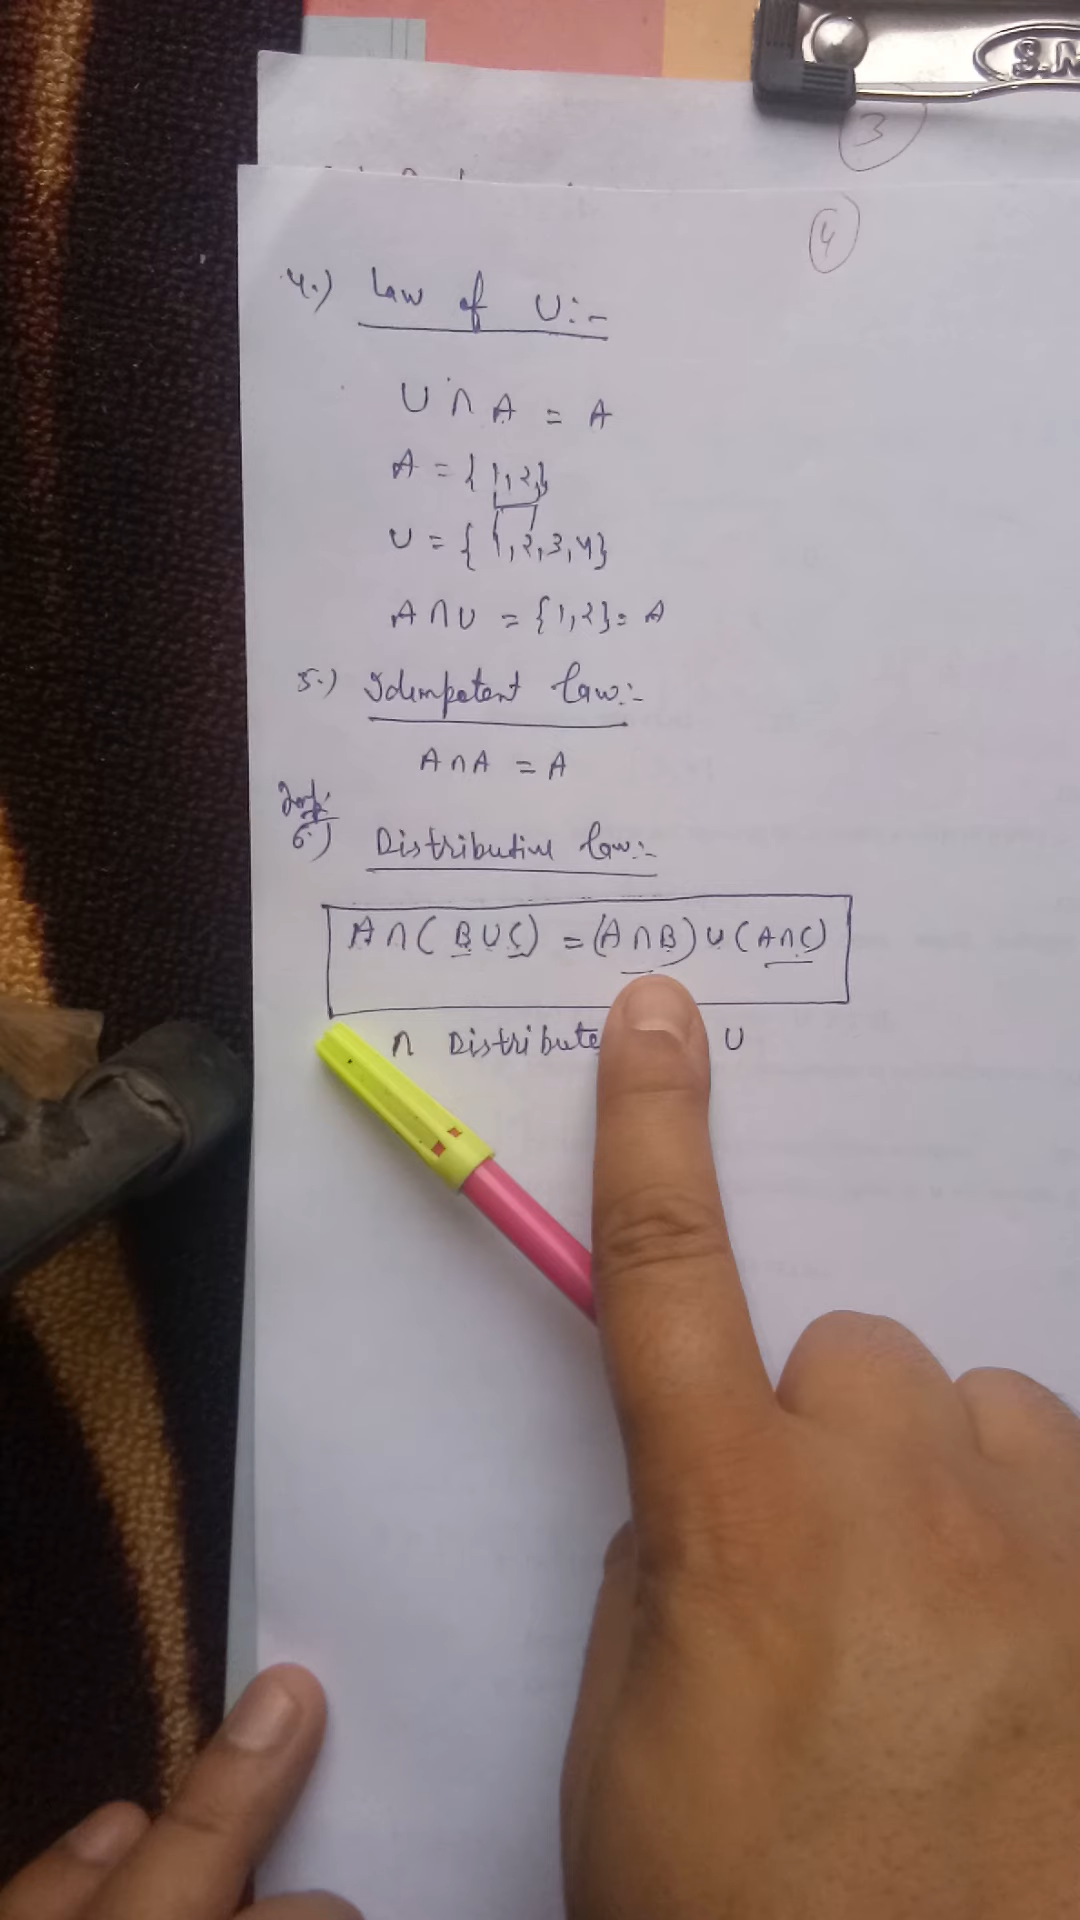 S.M
3
4
4.) Law of U:-
U ∩ A = A
A = { 1,2,}
U = { 1,2,3,4}
A∩U = {1,2} = A
5.) Idempotent law:-
A∩A = A
Imp.
6.) Distributive law:-
A∩( B∪C) = (A∩B)∪(A∩C)
∩ Distribute ∪